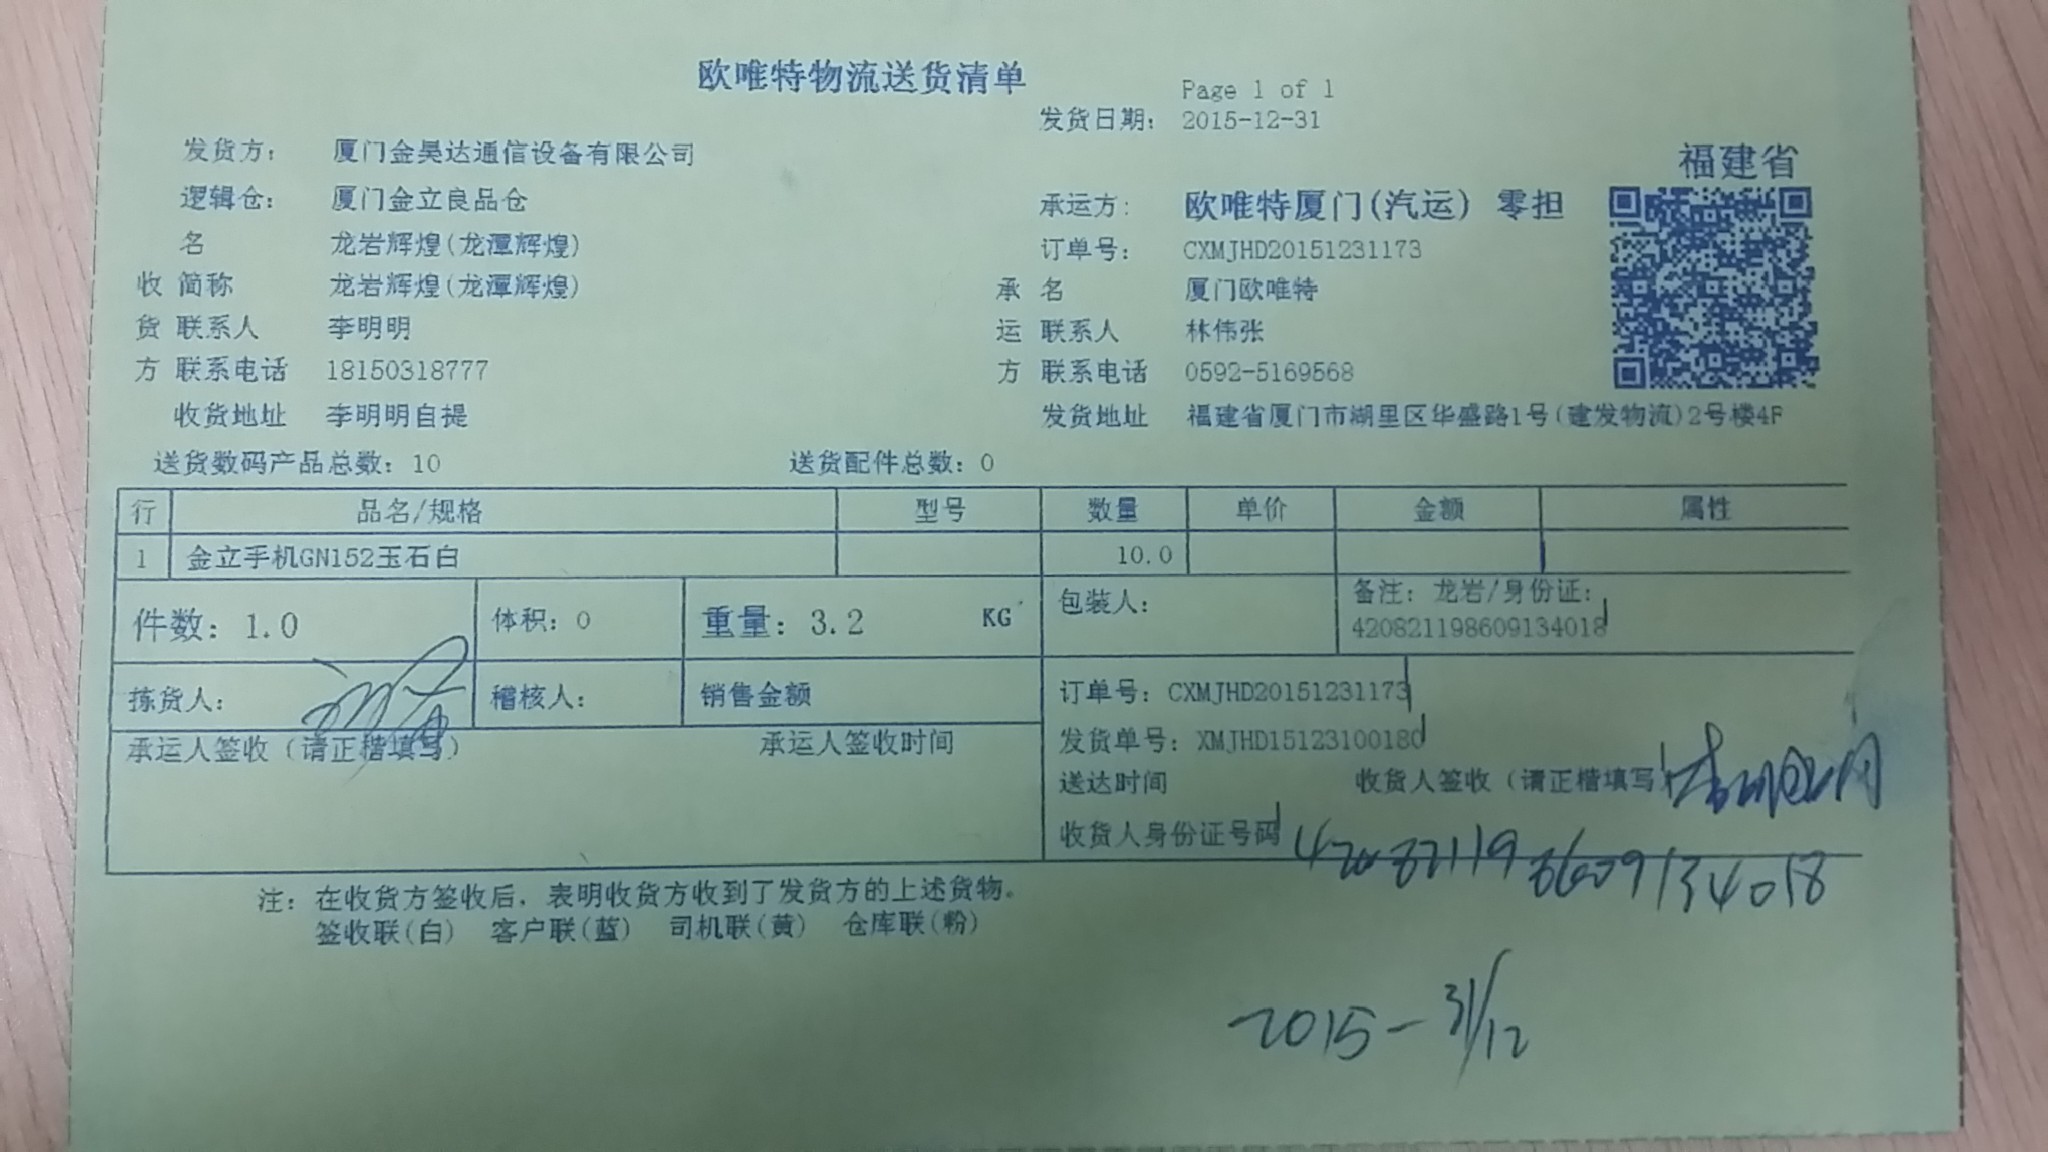 欧唯特物流送货清单
Page 1 of 1
发货日期: 2015-12-31
发货方: 厦门金昊达通信设备有限公司
福建省
逻辑仓: 厦门金立良品仓
承运方: 欧唯特厦门(汽运) 零担
名 龙岩辉煌(龙潭辉煌)
订单号: CXMJHD20151231173
收 简称 龙岩辉煌(龙潭辉煌)
承 名 厦门欧唯特
货 联系人 李明明
运 联系人 林伟张
方 联系电话 18150318777
方 联系电话 0592-5169568
收货地址 李明明自提
发货地址 福建省厦门市湖里区华盛路1号(建发物流)2号楼4F
送货数码产品总数: 10 送货配件总数: 0
行 品名/规格 型号 数量 单价 金额 属性
1 金立手机GN152玉石白 10.0
件数: 1.0 体积: 0 重量: 3.2 KG 包装人:
备注: 龙岩/身份证:
420821198609134018
拣货人: 稽核人: 销售金额
订单号: CXMJHD20151231173
承运人签收(请正楷填写) 承运人签收时间
发货单号: XMJHD15123100180
送达时间 收货人签收(请正楷填写)
收货人身份证号码 420821198609134018
注: 在收货方签收后, 表明收货方收到了发货方的上述货物。
签收联(白) 客户联(蓝) 司机联(黄) 仓库联(粉)
2015-31/12